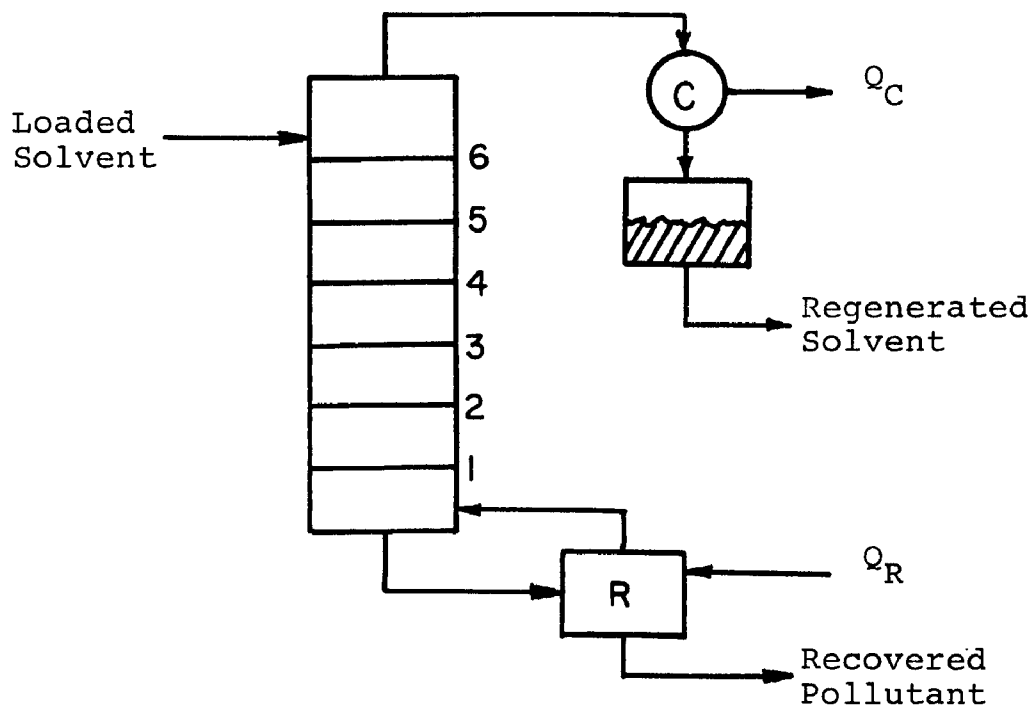 C
Q_C
Loaded
Solvent
6
5
4
3
2
1
Regenerated
Solvent
R
Q_R
Recovered
Pollutant